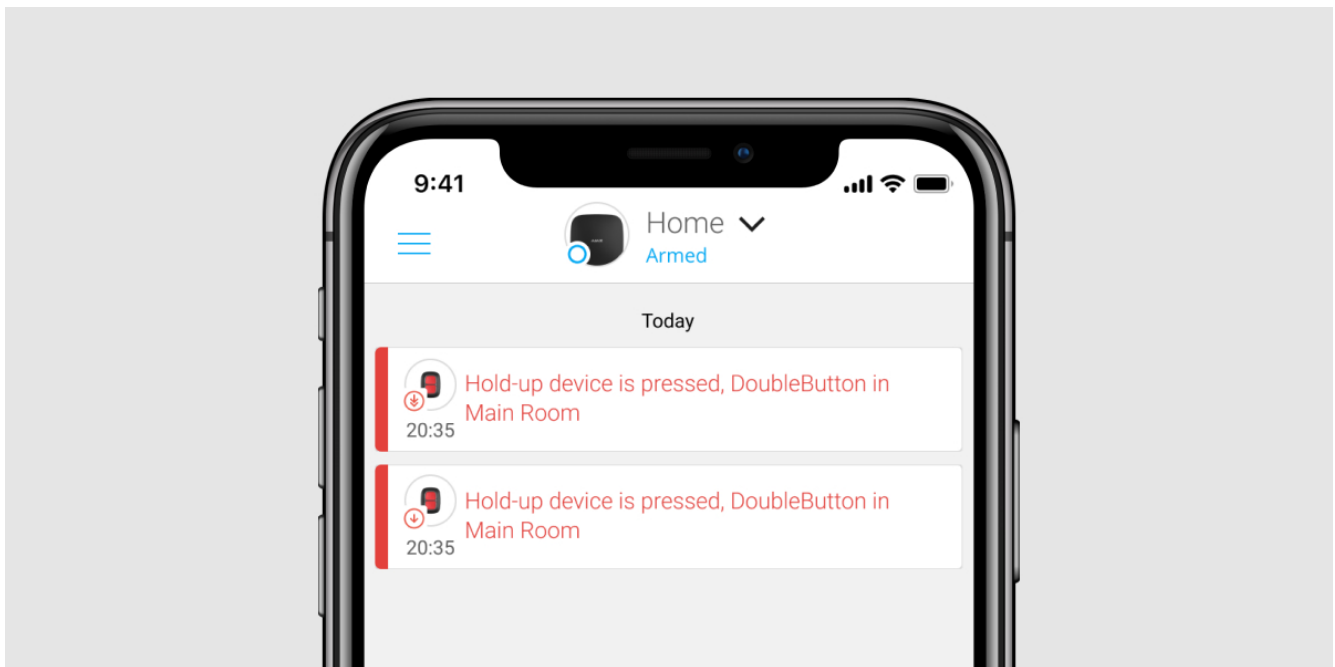 9:41
Home
Armed
Today
Hold-up device is pressed, DoubleButton in
Main Room
20:35
Hold-up device is pressed, DoubleButton in
Main Room
20:35